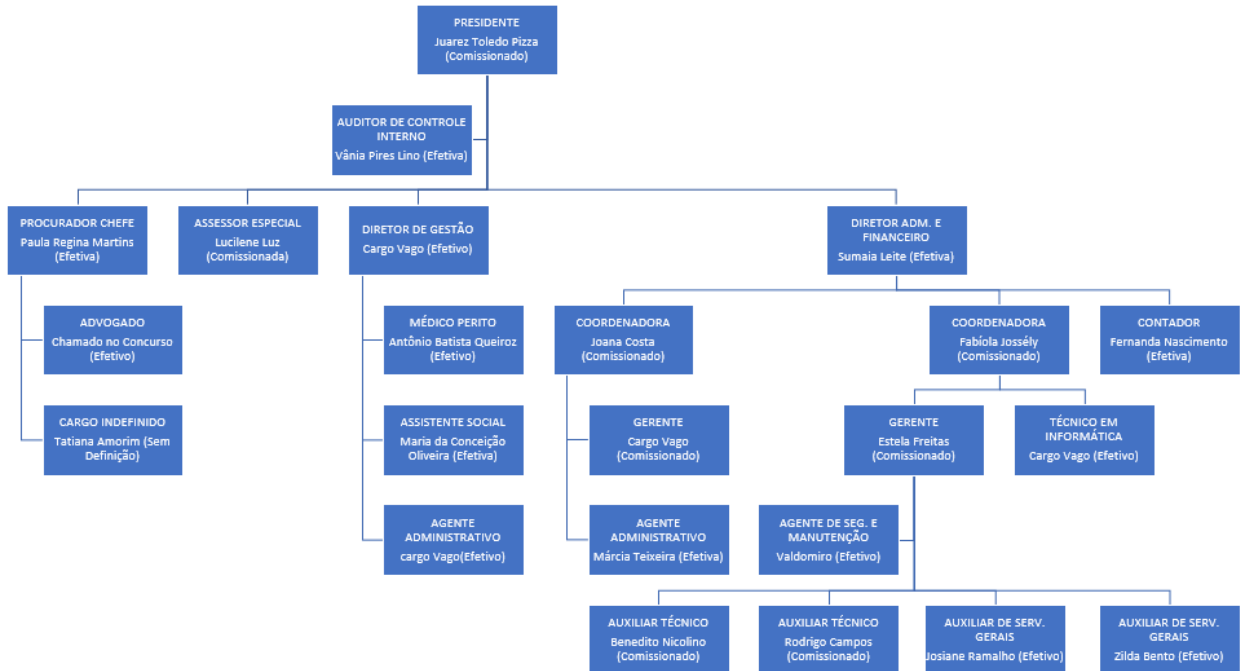 PRESIDENTE
Juarez Toledo Pizza
(Comissionado)
AUDITOR DE CONTROLE
INTERNO
Vânia Pires Lino (Efetiva)
PROCURADOR CHEFE
Paula Regina Martins
(Efetiva)
ASSESSOR ESPECIAL
Lucilene Luz
(Comissionada)
DIRETOR DE GESTÃO
Cargo Vago (Efetivo)
DIRETOR ADM. E
FINANCEIRO
Sumaia Leite (Efetiva)
ADVOGADO
Chamado no Concurso
(Efetivo)
MÉDICO PERITO
Antônio Batista Queiroz
(Efetivo)
COORDENADORA
Joana Costa
(Comissionado)
COORDENADORA
Fabíola Jossély
(Comissionado)
CONTADOR
Fernanda Nascimento
(Efetiva)
CARGO INDEFINIDO
Tatiana Amorim (Sem
Definição)
ASSISTENTE SOCIAL
Maria da Conceição
Oliveira (Efetiva)
GERENTE
Cargo Vago
(Comissionado)
GERENTE
Estela Freitas
(Comissionado)
TÉCNICO EM
INFORMÁTICA
Cargo Vago (Efetivo)
AGENTE
ADMINISTRATIVO
cargo Vago(Efetivo)
AGENTE
ADMINISTRATIVO
Márcia Teixeira (Efetiva)
AGENTE DE SEG. E
MANUTENÇÃO
Valdomiro (Efetivo)
AUXILIAR TÉCNICO
Benedito Nicolino
(Comissionado)
AUXILIAR TÉCNICO
Rodrigo Campos
(Comissionado)
AUXILIAR DE SERV.
GERAIS
Josiane Ramalho (Efetivo)
AUXILIAR DE SERV.
GERAIS
Zilda Bento (Efetivo)